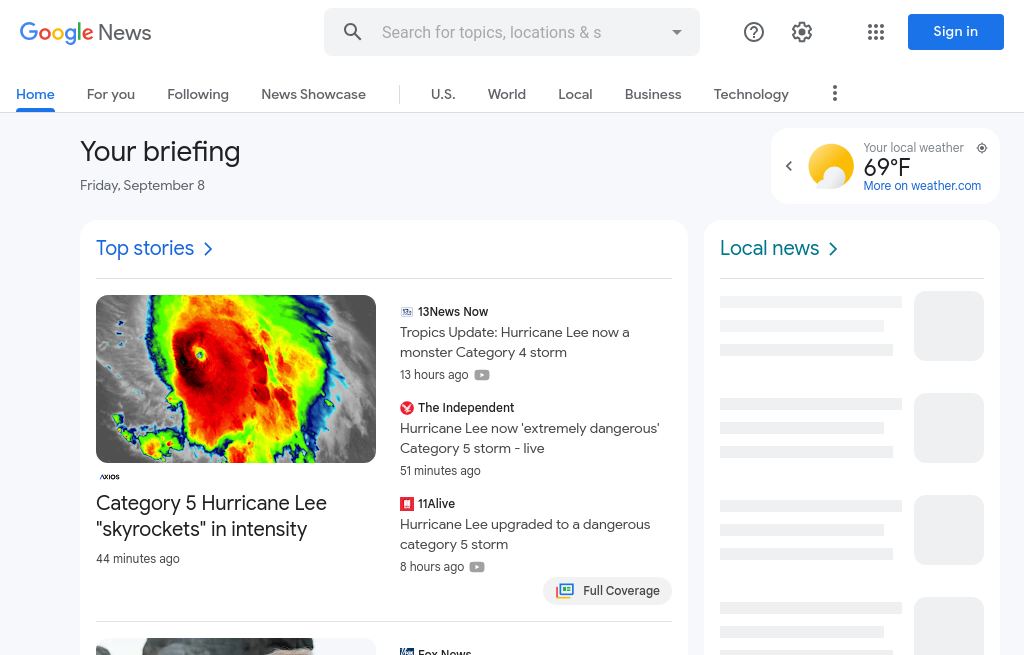 Google News
Search for topics, locations & s
Sign in
Home
For you
Following
News Showcase
U.S.
World
Local
Business
Technology
Your briefing
Friday, September 8
Your local weather
69°F
More on weather.com
Top stories
AXIOS
Category 5 Hurricane Lee
"skyrockets" in intensity
44 minutes ago
13News Now
Tropics Update: Hurricane Lee now a
monster Category 4 storm
13 hours ago
The Independent
Hurricane Lee now 'extremely dangerous'
Category 5 storm - live
51 minutes ago
11Alive
Hurricane Lee upgraded to a dangerous
category 5 storm
8 hours ago
Full Coverage
Fox News
Local news